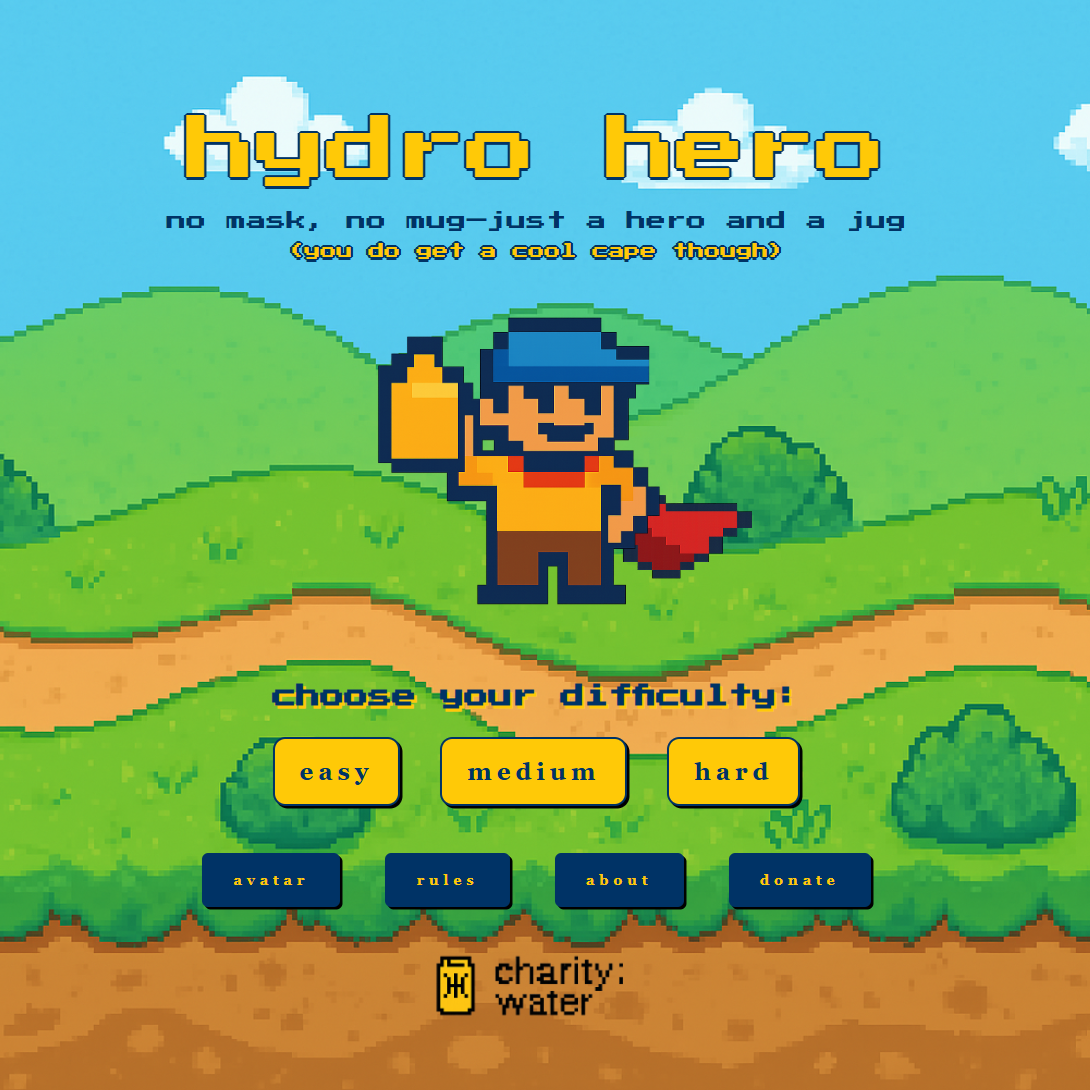 hydro hero
no mask, no mug—just a hero and a jug
(you do get a cool cape though)
choose your difficulty:
easy medium hard
avatar rules about donate
charity:
water